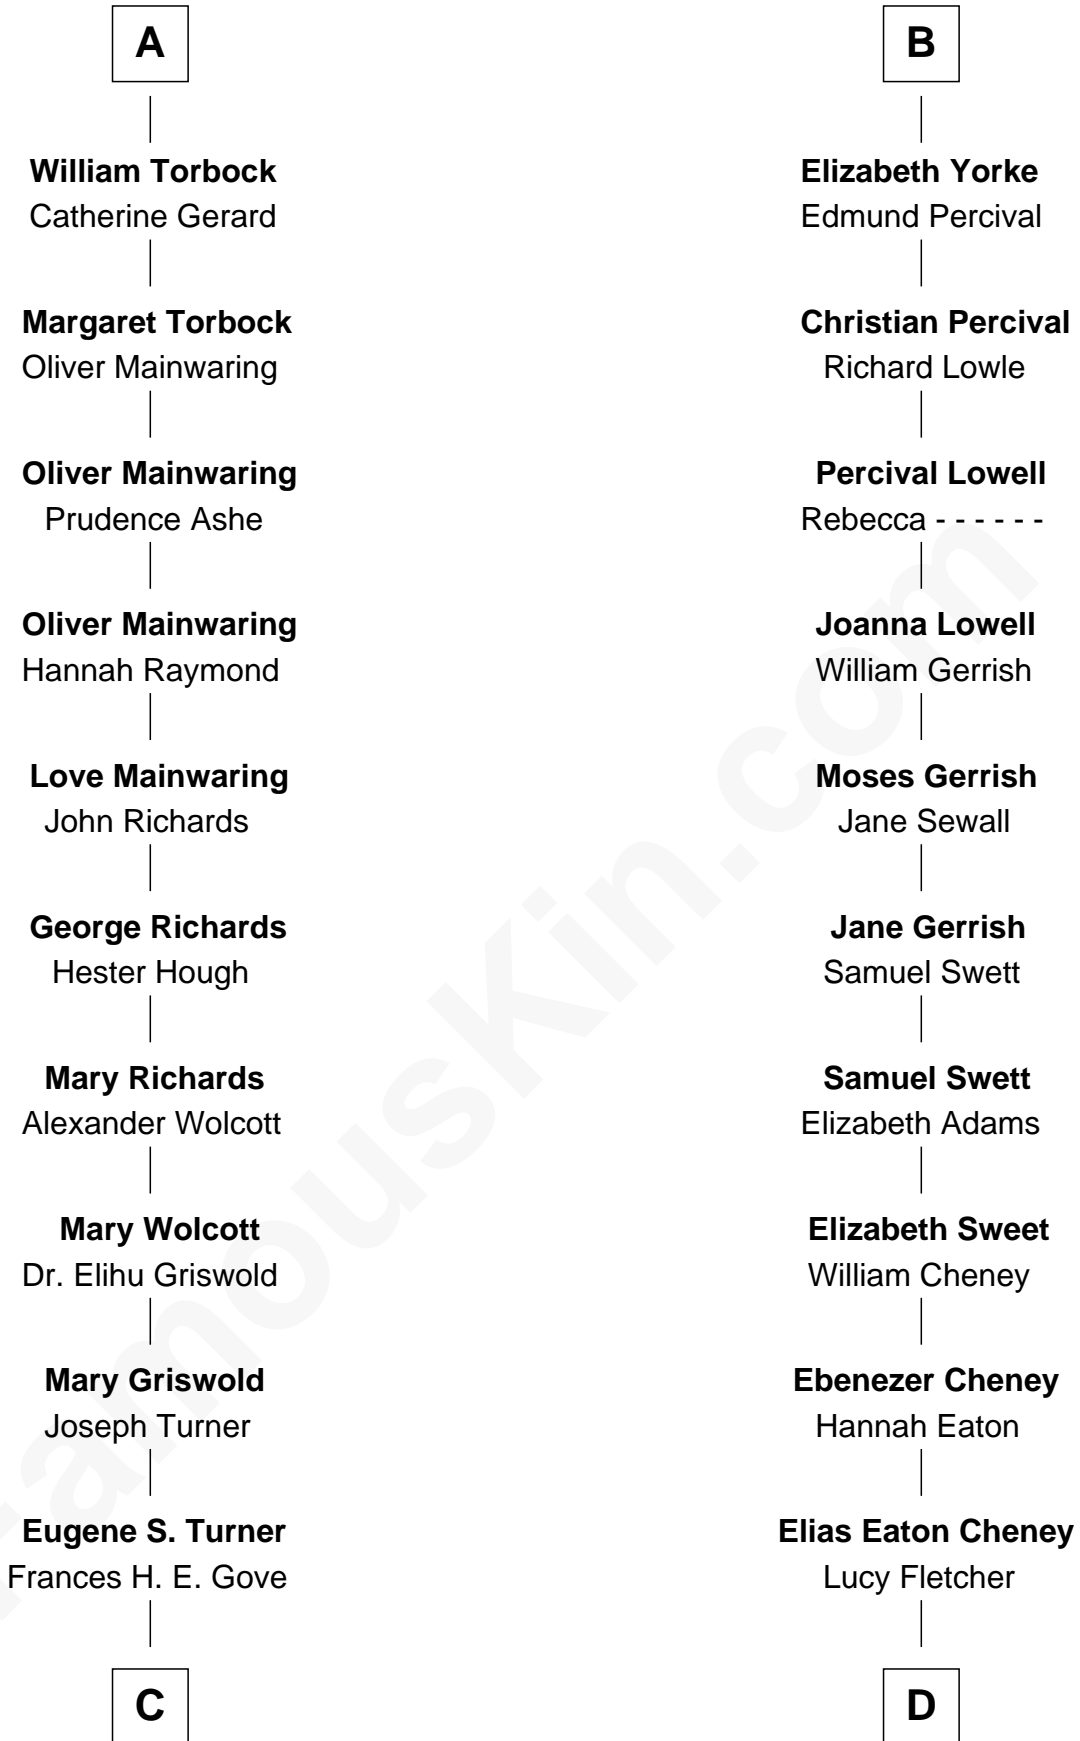 A
William Torbock
Catherine Gerard
Margaret Torbock
Oliver Mainwaring
Oliver Mainwaring
Prudence Ashe
Oliver Mainwaring
Hannah Raymond
Love Mainwaring
John Richards
George Richards
Hester Hough
Mary Richards
Alexander Wolcott
Mary Wolcott
Dr. Elihu Griswold
Mary Griswold
Joseph Turner
Eugene S. Turner
Frances H. E. Gove
C
B
Elizabeth Yorke
Edmund Percival
Christian Percival
Richard Lowle
Percival Lowell
Rebecca - - - - - -
Joanna Lowell
William Gerrish
Moses Gerrish
Jane Sewall
Jane Gerrish
Samuel Swett
Samuel Swett
Elizabeth Adams
Elizabeth Sweet
William Cheney
Ebenezer Cheney
Hannah Eaton
Elias Eaton Cheney
Lucy Fletcher
D
FamousKin.com